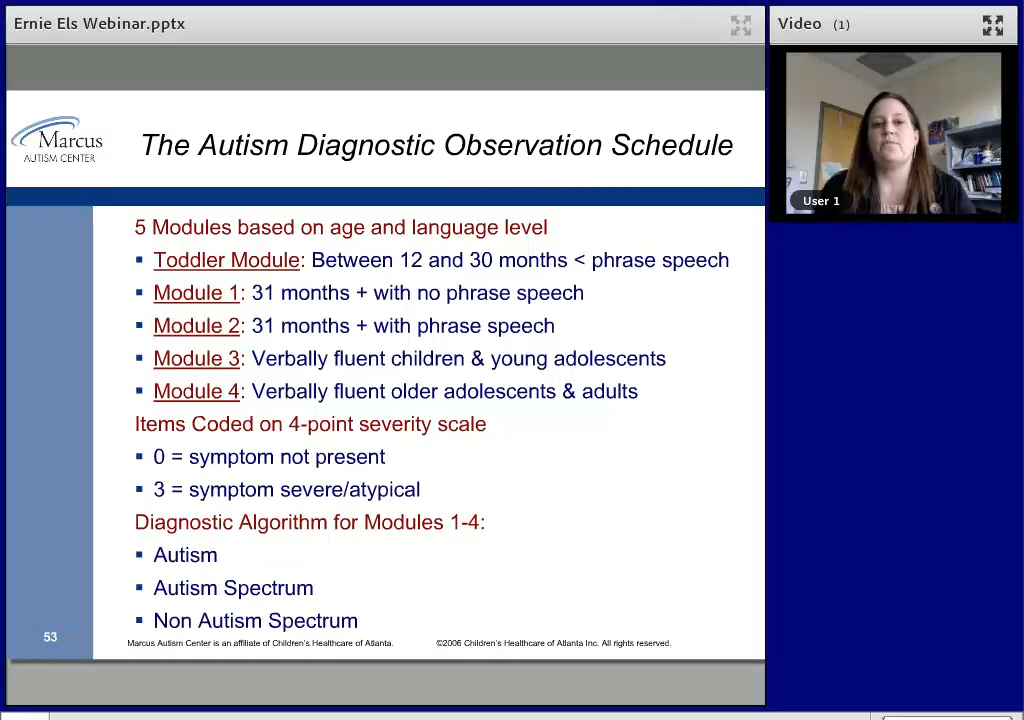 Ernie Els Webinar.pptx
Video (1)
Marcus
AUTISM CENTER
The Autism Diagnostic Observation Schedule
User 1
5 Modules based on age and language level
▪ Toddler Module: Between 12 and 30 months < phrase speech
▪ Module 1: 31 months + with no phrase speech
▪ Module 2: 31 months + with phrase speech
▪ Module 3: Verbally fluent children & young adolescents
▪ Module 4: Verbally fluent older adolescents & adults
Items Coded on 4-point severity scale
▪ 0 = symptom not present
▪ 3 = symptom severe/atypical
Diagnostic Algorithm for Modules 1-4:
▪ Autism
▪ Autism Spectrum
▪ Non Autism Spectrum
53
Marcus Autism Center is an affiliate of Children's Healthcare of Atlanta. ©2006 Children's Healthcare of Atlanta Inc. All rights reserved.